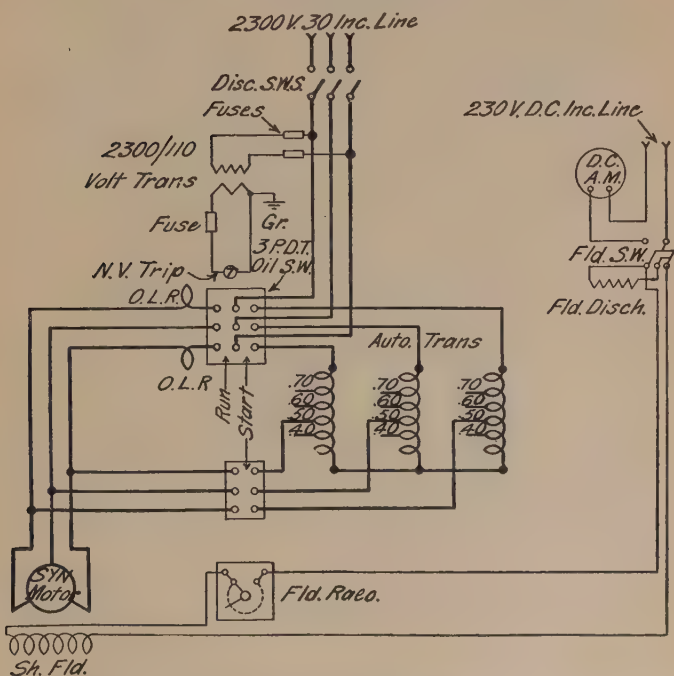 2300 V. 30 Inc. Line
Disc. S.W.S.
Fuses
2300/110
Volt Trans
Fuse
Gr.
3 P.D.T.
Oil S.W.
N.V. Trip
O.L.R.
O.L.R
Run
Start
Auto. Trans
.70
.60
.50
.40
.70
.60
.50
.40
.70
.60
.50
.40
230 V. D.C. Inc. Line
D.C.
A.M.
Fld. S.W.
Fld. Disch.
SYN
Motor
Fld. Raeo.
Sh. Fld.